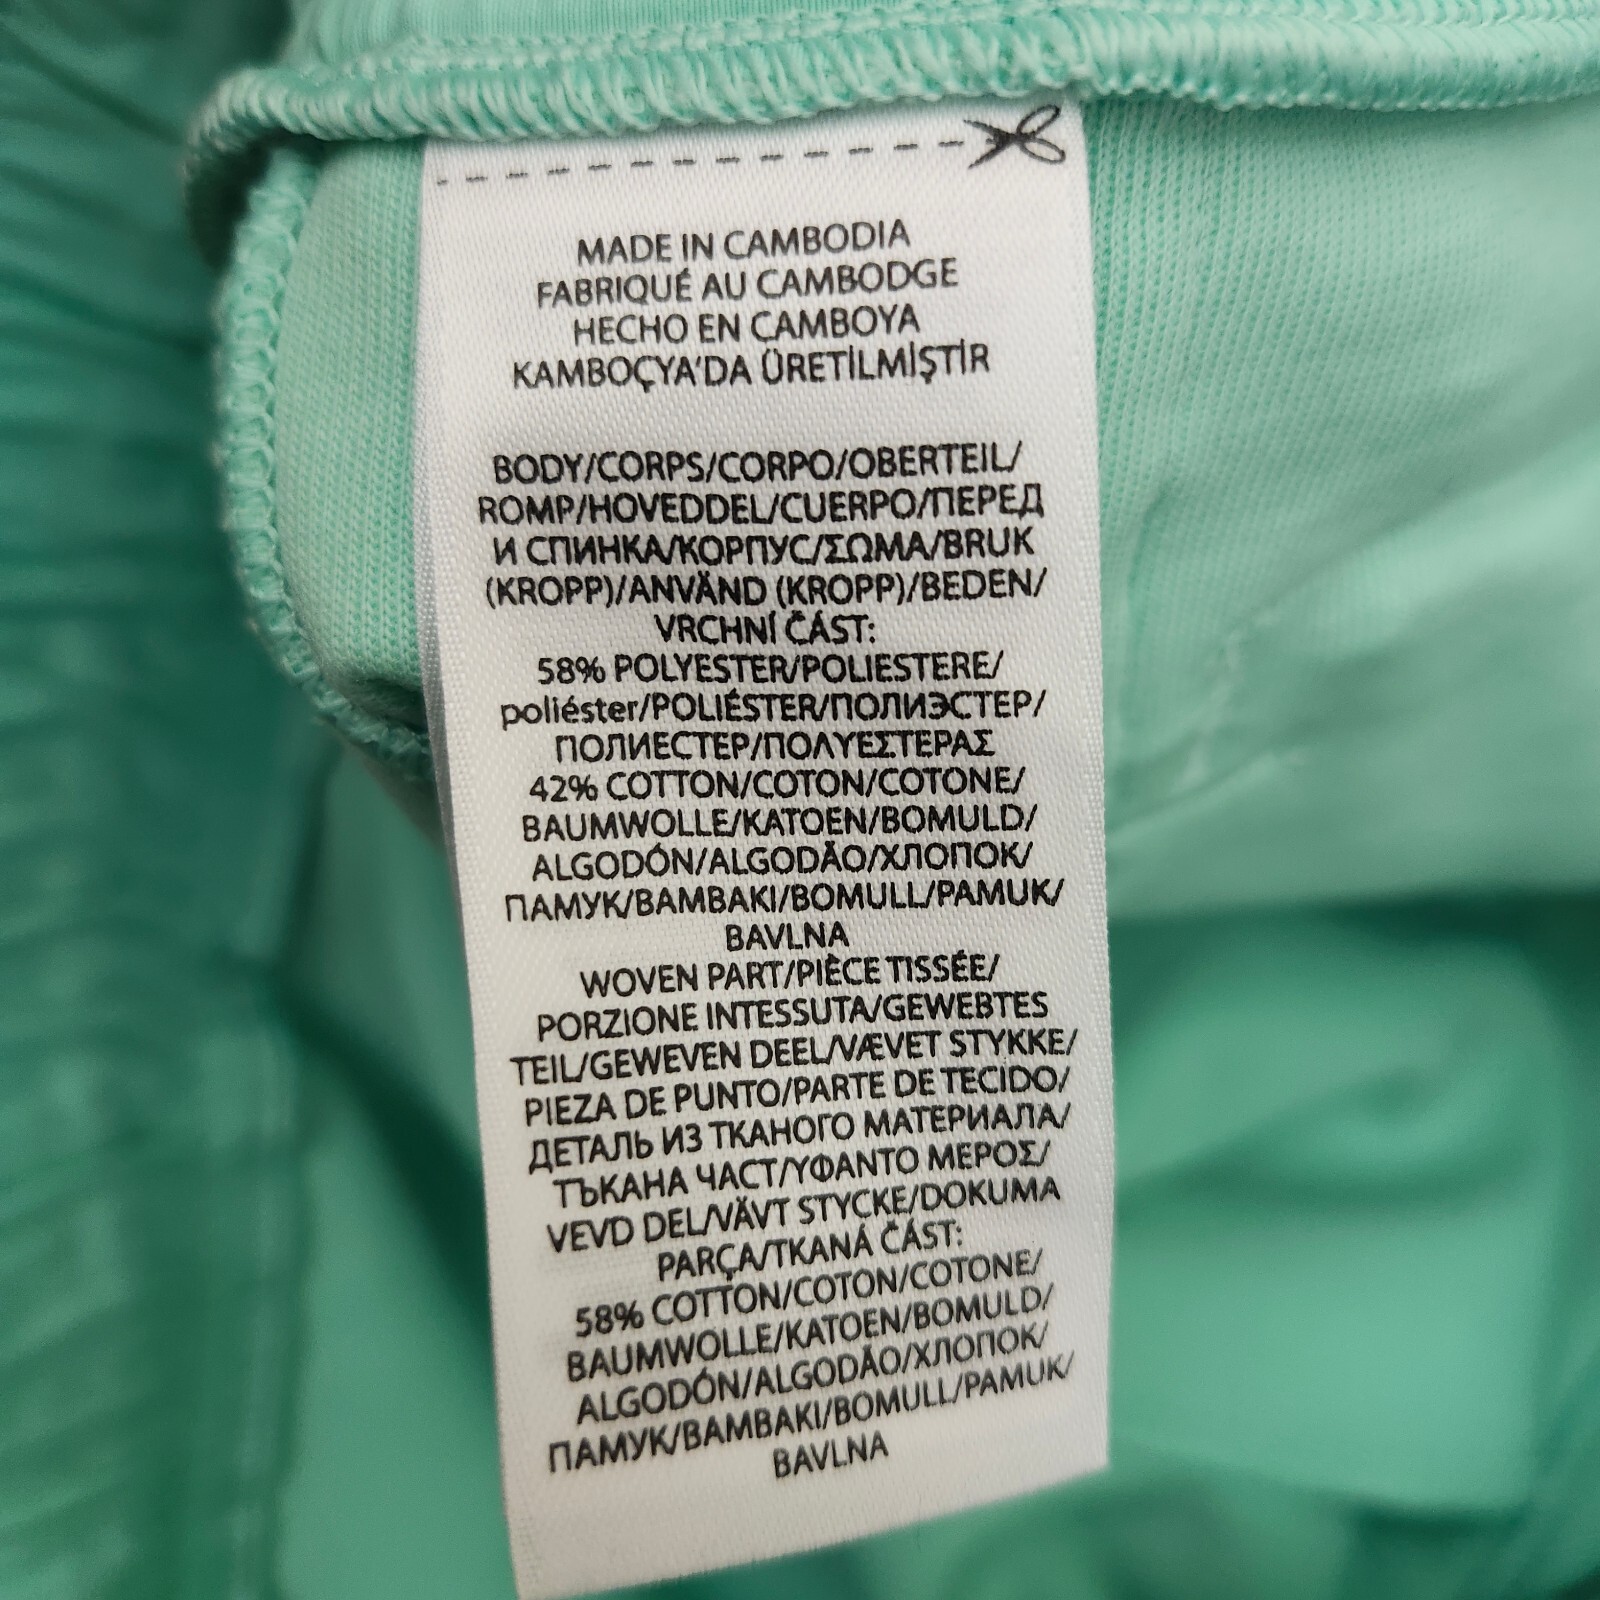 MADE IN CAMBODIA
FABRIQUÉ AU CAMBODGE
HECHO EN CAMBOYA
KAMBOÇYA'DA ÜRETİLMİŞTİR
BODY/CORPS/CORPO/OBERTEIL/
ROMP/HOVEDDEL/CUERPO/ПЕРЕД
И СПИНКА/КОРПУС/ΣΩΜΑ/BRUK
(KROPP)/ANVÄND (KROPP)/BEDEN/
VRCHNÍ ČÁST:
58% POLYESTER/POLIESTERE/
poliéster/POLIÉSTER/ПОЛИЭСТЕР/
ПОЛИЕСТЕР/ΠΟΛΥΕΣΤΕΡΑΣ
42% COTTON/COTON/COTONE/
BAUMWOLLE/KATOEN/BOMULD/
ALGODÓN/ALGODÃO/ХЛОПОК/
ПАМУК/BAMBAKI/BOMULL/PAMUK/
BAVLNA
WOVEN PART/PIÈCE TISSÉE/
PORZIONE INTESSUTA/GEWEBTES
TEIL/GEWEVEN DEEL/VÆVET STYKKE/
PIEZA DE PUNTO/PARTE DE TECIDO/
ДЕТАЛЬ ИЗ ТКАНОГО МАТЕРИАЛА/
ТЪКАНА ЧАСТ/ΥΦΑΝΤΟ ΜΕΡΟΣ/
VEVD DEL/VÄVT STYCKE/DOKUMA
PARÇA/TKANÁ ČÁST:
58% COTTON/COTON/COTONE/
BAUMWOLLE/KATOEN/BOMULD/
ALGODÓN/ALGODÃO/ХЛОПОК/
ПАМУК/BAMBAKI/BOMULL/PAMUK/
BAVLNA